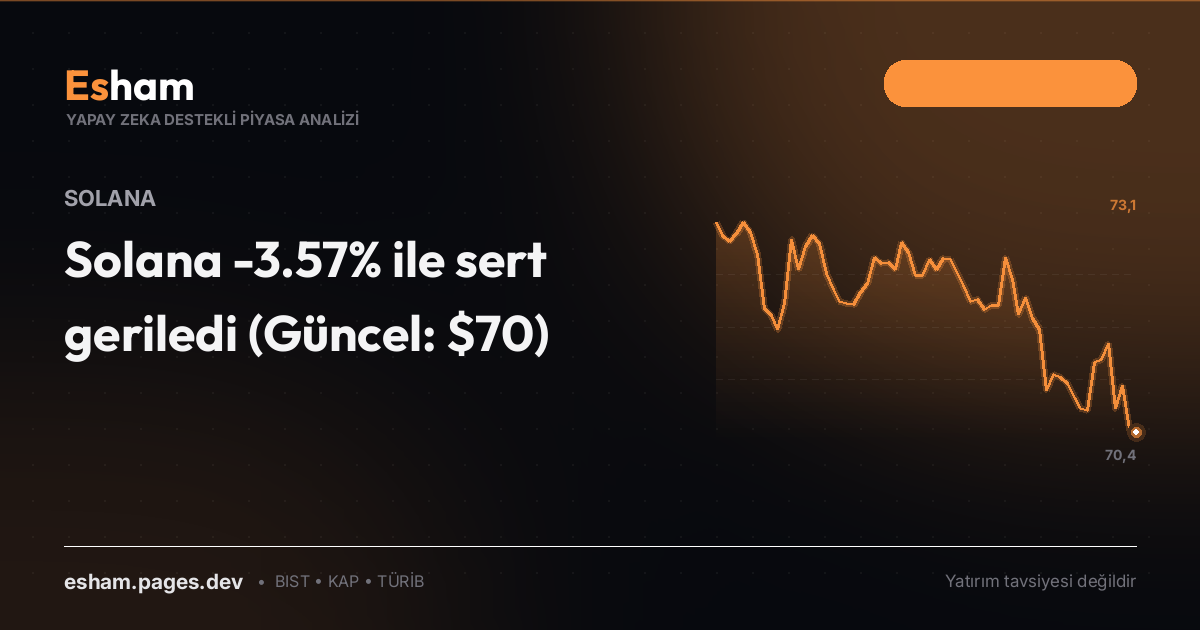 Esham
YAPAY ZEKA DESTEKLİ PİYASA ANALİZİ
SOLANA
Solana -3.57% ile sert
geriledi (Güncel: $70)
73,1
70,4
esham.pages.dev • BIST • KAP • TÜRİB
Yatırım tavsiyesi değildir